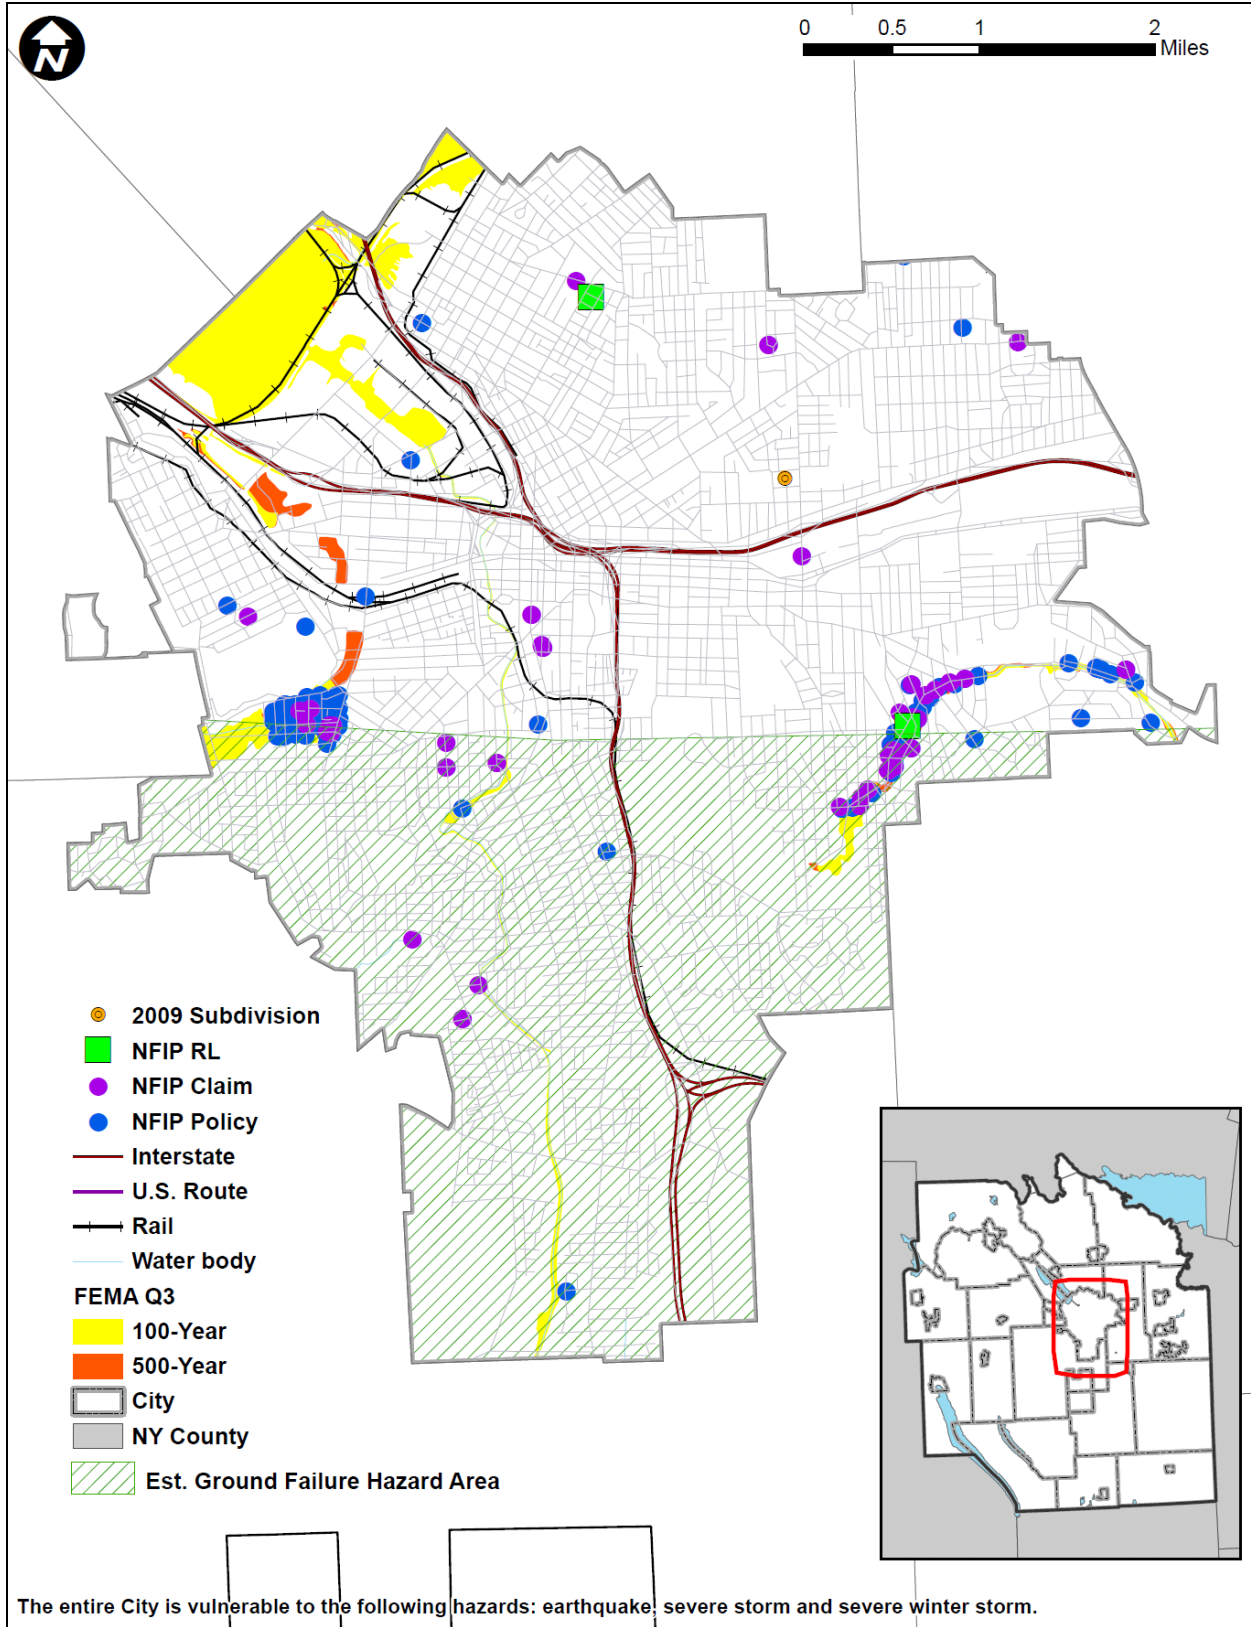 N
0 0.5 1 2
Miles
2009 Subdivision
NFIP RL
NFIP Claim
NFIP Policy
Interstate
U.S. Route
Rail
Water body
FEMA Q3
100-Year
500-Year
City
NY County
Est. Ground Failure Hazard Area
The entire City is vulnerable to the following hazards: earthquake, severe storm and severe winter storm.